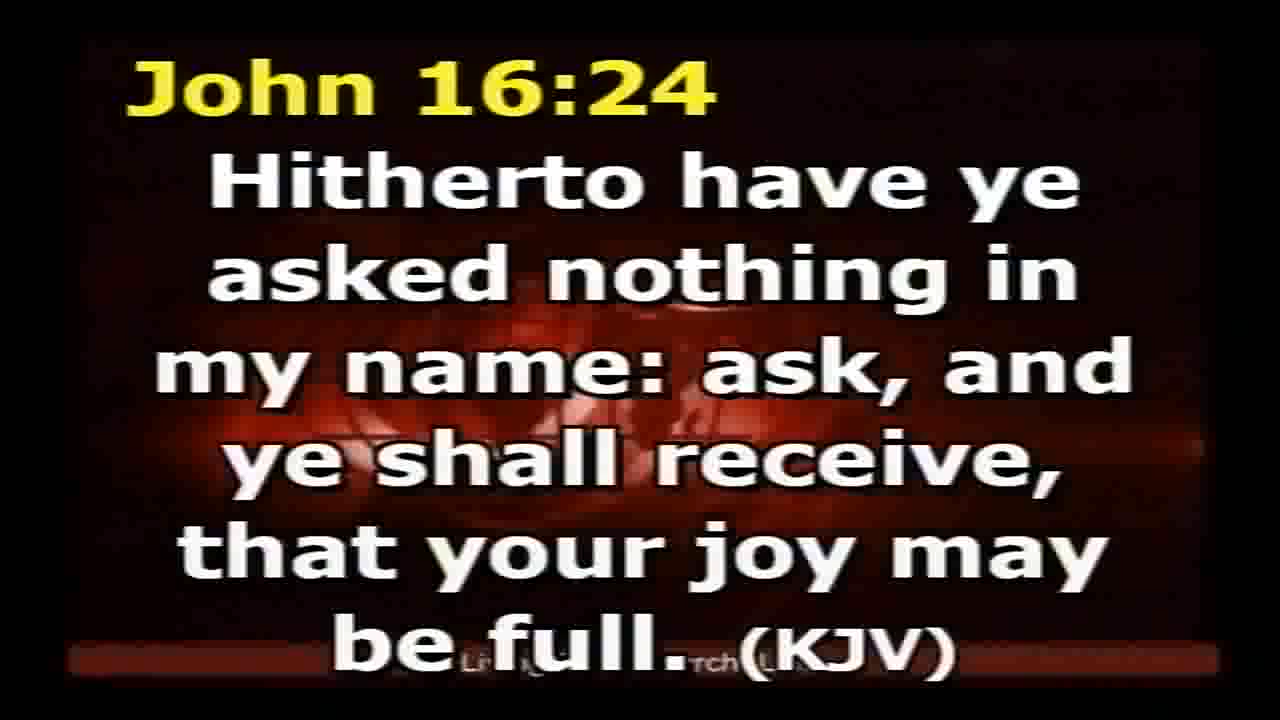 John 16:24
Hitherto have ye
asked nothing in
my name: ask, and
ye shall receive,
that your joy may
be full. (KJV)